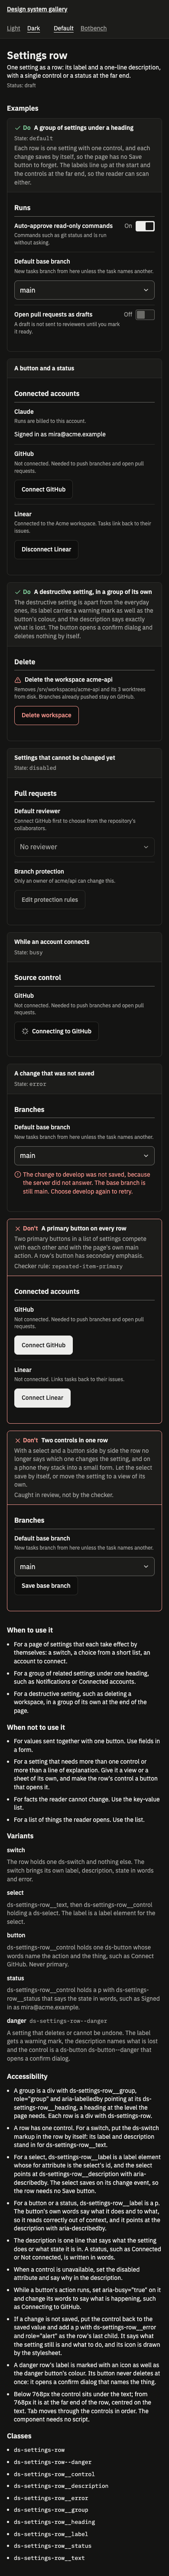 Design system gallery
Light Dark Default Botbench
Settings row
One setting as a row: its label and a one-line description,
with a single control or a status at the far end.
Status: draft
Examples
Do A group of settings under a heading
State: default
Each row is one setting with one control, and each
change saves by itself, so the page has no Save
button to forget. The labels line up at the start and
the controls at the far end, so the reader can scan
either.
Runs
Auto-approve read-only commands On
Commands such as git status and ls run
without asking.
Default base branch
New tasks branch from here unless the task names another.
main
Open pull requests as drafts Off
A draft is not sent to reviewers until you mark
it ready.
A button and a status
Connected accounts
Claude
Runs are billed to this account.
Signed in as mira@acme.example
GitHub
Not connected. Needed to push branches and open pull
requests.
Connect GitHub
Linear
Connected to the Acme workspace. Tasks link back to their
issues.
Disconnect Linear
Do A destructive setting, in a group of its own
The destructive setting is apart from the everyday
ones, its label carries a warning mark as well as the
button's colour, and the description says exactly what
is lost. The button opens a confirm dialog and
deletes nothing by itself.
Delete
Delete the workspace acme-api
Removes /srv/workspaces/acme-api and its 3 worktrees
from disk. Branches already pushed stay on GitHub.
Delete workspace
Settings that cannot be changed yet
State: disabled
Pull requests
Default reviewer
Connect GitHub first to choose from the repository's
collaborators.
No reviewer
Branch protection
Only an owner of acme/api can change this.
Edit protection rules
While an account connects
State: busy
Source control
GitHub
Not connected. Needed to push branches and open pull
requests.
Connecting to GitHub
A change that was not saved
State: error
Branches
Default base branch
New tasks branch from here unless the task names another.
main
The change to develop was not saved, because
the server did not answer. The base branch is
still main. Choose develop again to retry.
Don't A primary button on every row
Two primary buttons in a list of settings compete
with each other and with the page's own main
action. A row's button has secondary emphasis.
Checker rule: repeated-item-primary
Connected accounts
GitHub
Not connected. Needed to push branches and open pull
requests.
Connect GitHub
Linear
Not connected. Links tasks back to their issues.
Connect Linear
Don't Two controls in one row
With a select and a button side by side the row no
longer says which one changes the setting, and on
a phone they stack into a small form. Let the select
save by itself, or move the setting to a view of its
own.
Caught in review, not by the checker.
Branches
Default base branch
New tasks branch from here unless the task names another.
main
Save base branch
When to use it
For a page of settings that each take effect by
themselves: a switch, a choice from a short list, an
account to connect.
For a group of related settings under one heading,
such as Notifications or Connected accounts.
For a destructive setting, such as deleting a
workspace, in a group of its own at the end of the
page.
When not to use it
For values sent together with one button. Use fields in
a form.
For a setting that needs more than one control or
more than a line of explanation. Give it a view or a
sheet of its own, and make the row's control a button
that opens it.
For facts the reader cannot change. Use the key-value
list.
For a list of things the reader opens. Use the list.
Variants
switch
The row holds one ds-switch and nothing else. The
switch brings its own label, description, state in words
and error.
select
ds-settings-row__text, then ds-settings-row__control
holding a ds-select. The label is a label element for the
select.
button
ds-settings-row__control holds one ds-button whose
words name the action and the thing, such as Connect
GitHub. Never primary.
status
ds-settings-row__control holds a p with ds-settings-
row__status that says the state in words, such as Signed
in as mira@acme.example.
danger ds-settings-row--danger
A setting that deletes or cannot be undone. The label
gets a warning mark, the description names what is lost
and the control is a ds-button ds-button--danger that
opens a confirm dialog.
Accessibility
A group is a div with ds-settings-row__group,
role="group" and aria-labelledby pointing at its ds-
settings-row__heading, a heading at the level the
page needs. Each row is a div with ds-settings-row.
A row has one control. For a switch, put the ds-switch
markup in the row by itself: its label and description
stand in for ds-settings-row__text.
For a select, ds-settings-row__label is a label element
whose for attribute is the select's id, and the select
points at ds-settings-row__description with aria-
describedby. The select saves on its change event, so
the row needs no Save button.
For a button or a status, ds-settings-row__label is a p.
The button's own words say what it does and to what,
so it reads correctly out of context, and it points at the
description with aria-describedby.
The description is one line that says what the setting
does or what state it is in. A status, such as Connected
or Not connected, is written in words.
When a control is unavailable, set the disabled
attribute and say why in the description.
While a button's action runs, set aria-busy="true" on it
and change its words to say what is happening, such
as Connecting to GitHub.
If a change is not saved, put the control back to the
saved value and add a p with ds-settings-row__error
and role="alert" as the row's last child. It says what
the setting still is and what to do, and its icon is drawn
by the stylesheet.
A danger row's label is marked with an icon as well as
the danger button's colour. Its button never deletes at
once: it opens a confirm dialog that names the thing.
Below 768px the control sits under the text; from
768px it is at the far end of the row, centred on the
text. Tab moves through the controls in order. The
component needs no script.
Classes
ds-settings-row
ds-settings-row--danger
ds-settings-row__control
ds-settings-row__description
ds-settings-row__error
ds-settings-row__group
ds-settings-row__heading
ds-settings-row__label
ds-settings-row__status
ds-settings-row__text